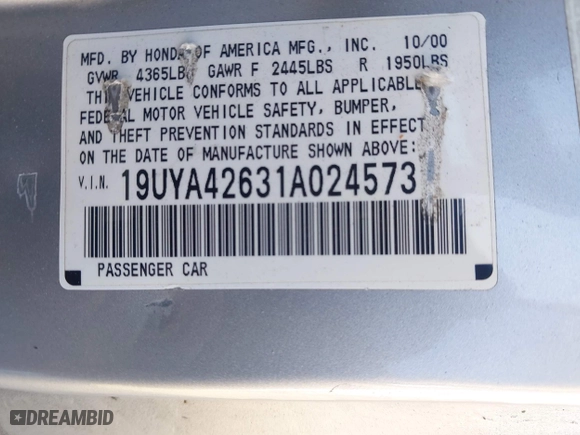 MFD. BY HONDA OF AMERICA MFG., INC. 10/00
GVWR 4365LBS GAWR F 2445LBS R 1950LBS
THIS VEHICLE CONFORMS TO ALL APPLICABLE
FEDERAL MOTOR VEHICLE SAFETY, BUMPER,
AND THEFT PREVENTION STANDARDS IN EFFECT
ON THE DATE OF MANUFACTURE SHOWN ABOVE:
V.I.N. 19UYA42631A024573
PASSENGER CAR
DREAMBID